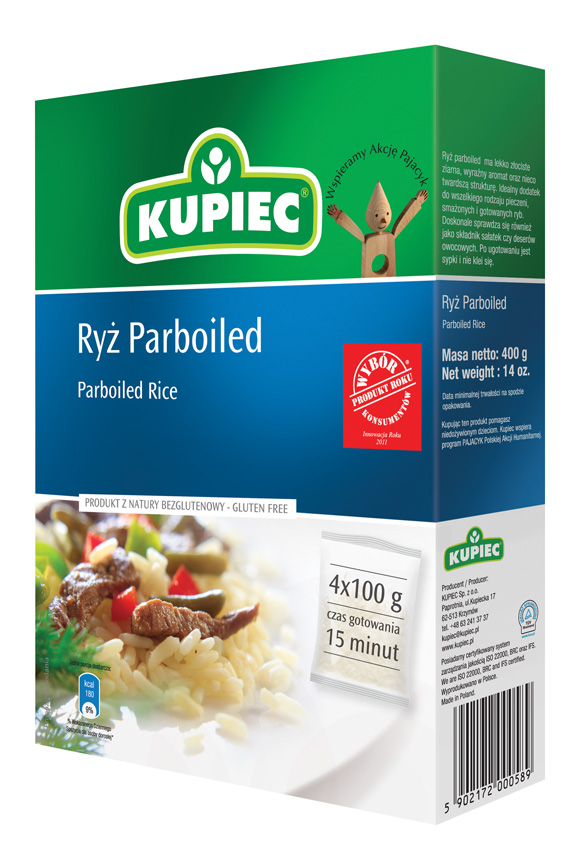 KUPIEC®
Wspieramy Akcję Pajacyk
Ryż Parboiled
Parboiled Rice
WYBÓR
PRODUKT ROKU
KONSUMENTÓW
Innowacja Roku
2011
PRODUKT Z NATURY BEZGLUTENOWY - GLUTEN FREE
4x100 g
czas gotowania
15 minut
kcal
180
9%
Ryż parboiled ma lekko złociste
ziarna, wyraźny aromat oraz nieco
twardszą strukturę. Idealny dodatek
do wszelkiego rodzaju pieczeni,
smażonych i gotowanych ryb.
Doskonale sprawdza się również
jako składnik sałatek czy deserów
owocowych. Po ugotowaniu jest
sypki i nie klei się.
Ryż Parboiled
Parboiled Rice
Masa netto: 400 g
Net weight : 14 oz.
Data minimalnej trwałości na spodzie
opakowania.
Kupując ten produkt pomagasz
niedożywionym dzieciom. Kupiec wspiera
program PAJACYK Polskiej Akcji Humanitarnej.
KUPIEC
Producent / Producer:
KUPIEC Sp. z o.o.
Paprotnia, ul.Kupiecka 17
62-513 Krzymów
tel. +48 63 241 37 37
kupiec@kupiec.pl
www.kupiec.pl
Posiadamy certyfikowany system
zarządzania jakością ISO 22000, BRC oraz IFS.
We are ISO 22000, BRC and IFS certified.
Wyprodukowano w Polsce.
Made in Poland.
5 902172 000589